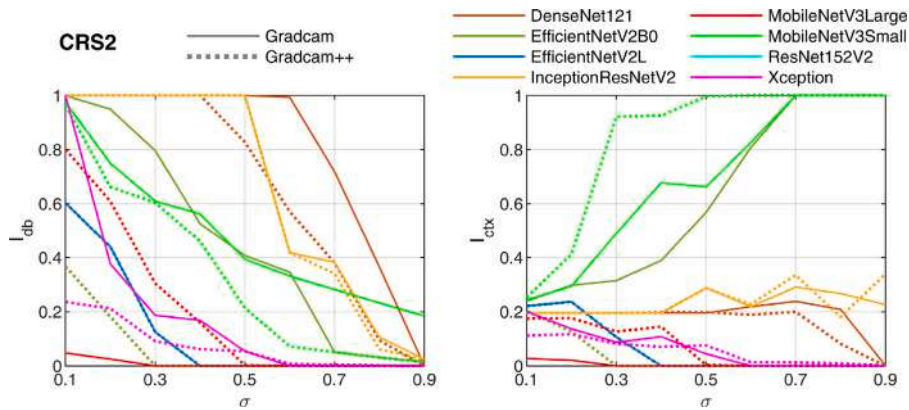 CRS2
Gradcam
Gradcam++
DenseNet121
EfficientNetV2B0
EfficientNetV2L
InceptionResNetV2
MobileNetV3Large
MobileNetV3Small
ResNet152V2
Xception
1
0.8
0.6
0.4
0.2
0
I_db
0.1 0.3 0.5 0.7 0.9
σ
1
0.8
0.6
0.4
0.2
0
I_ctx
0.1 0.3 0.5 0.7 0.9
σ